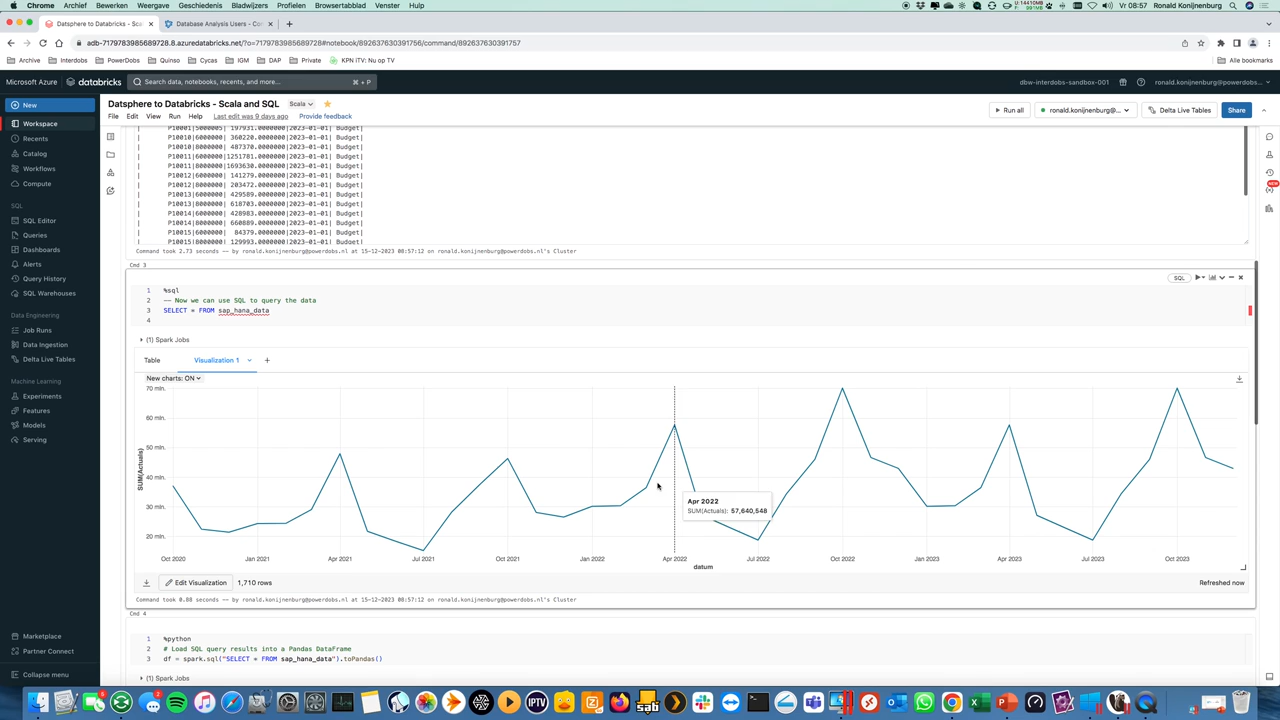 Chrome Archief Bewerken Weergave Geschiedenis Bladwijzers Profielen Browsertabblad Venster Help
Vr 08:57 Ronald Konijnenburg
Datsphere to Databricks - Sca
Database Analysis Users - Co
adb-7179783985689728.8.azuredatabricks.net/?o=7179783985689728#notebook/892637630391756/command/892637630391757
Archive Interdobs PowerDobs Quinso Cycas IGM DAP Private KPN iTV: Nu op TV Alle bookmarks
Microsoft Azure databricks Search data, notebooks, recents, and more... ⌘ + P dbw-interdobs-sandbox-001 ronald.konijnenburg@powerdobs...
New
Workspace
Recents
Catalog
Workflows
Compute
SQL
SQL Editor
Queries
Dashboards
Alerts
Query History
SQL Warehouses
Data Engineering
Job Runs
Data Ingestion
Delta Live Tables
Machine Learning
Experiments
Features
Models
Serving
Marketplace
Partner Connect
Collapse menu
Datsphere to Databricks - Scala and SQL Scala
File Edit View Run Help Last edit was 9 days ago Provide feedback
Run all ronald.konijnenburg@... Delta Live Tables Share
NEW
| P10001|5000005| 197931.0000000|2023-01-01| Budget|
| P10010|6000000| 360220.0000000|2023-01-01| Budget|
| P10010|8000000| 487370.0000000|2023-01-01| Budget|
| P10011|6000000|1251781.0000000|2023-01-01| Budget|
| P10011|8000000|1693630.0000000|2023-01-01| Budget|
| P10012|6000000| 141279.0000000|2023-01-01| Budget|
| P10012|8000000| 203472.0000000|2023-01-01| Budget|
| P10013|6000000| 429589.0000000|2023-01-01| Budget|
| P10013|8000000| 618703.0000000|2023-01-01| Budget|
| P10014|6000000| 428983.0000000|2023-01-01| Budget|
| P10014|8000000| 660889.0000000|2023-01-01| Budget|
| P10015|6000000| 84379.0000000|2023-01-01| Budget|
| P10015|8000000| 129993.0000000|2023-01-01| Budget|
Command took 2.73 seconds —— by ronald.konijnenburg@powerdobs.nl at 15-12-2023 08:57:12 on ronald.konijnenburg@powerdobs.nl's Cluster
Cmd 3
SQL
1 %sql
2 -- Now we can use SQL to query the data
3 SELECT * FROM sap_hana_data
4
(1) Spark Jobs
Table Visualization 1 +
New charts: ON
70 mln.
60 mln.
50 mln.
40 mln.
30 mln.
20 mln.
SUM(Actuals)
Apr 2022
SUM(Actuals): 57,640,548
Oct 2020 Jan 2021 Apr 2021 Jul 2021 Oct 2021 Jan 2022 Apr 2022 Jul 2022 Oct 2022 Jan 2023 Apr 2023 Jul 2023 Oct 2023
datum
Edit Visualization 1,710 rows Refreshed now
Command took 0.88 seconds —— by ronald.konijnenburg@powerdobs.nl at 15-12-2023 08:57:12 on ronald.konijnenburg@powerdobs.nl's Cluster
Cmd 4
1 %python
2 # Load SQL query results into a Pandas DataFrame
3 df = spark.sql("SELECT * FROM sap_hana_data").toPandas()
(1) Spark Jobs